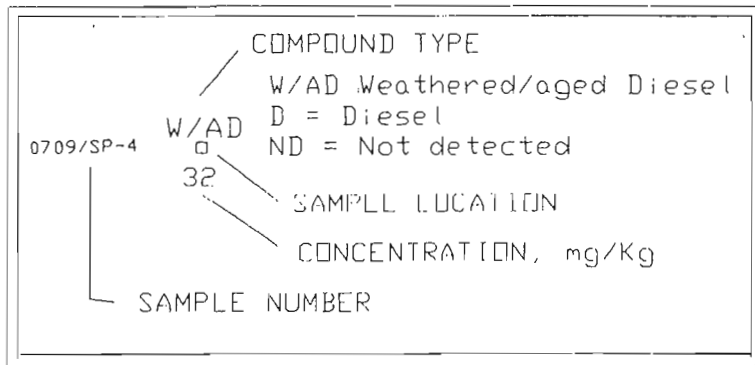 COMPOUND TYPE
W/AD Weathered/aged Diesel
D = Diesel
ND = Not detected
W/AD
0709/SP-4
32
SAMPLE LOCATION
CONCENTRATION, mg/Kg
SAMPLE NUMBER